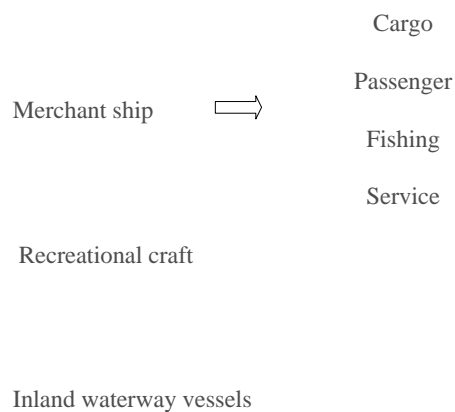 Cargo
Passenger
Merchant ship
Fishing
Service
Recreational craft
Inland waterway vessels